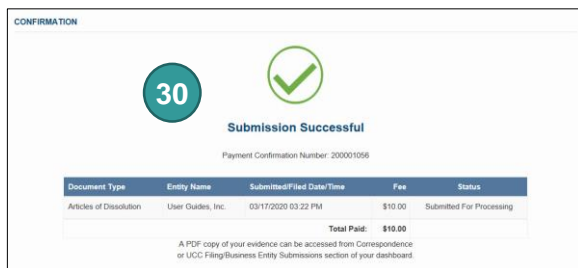 CONFIRMATION
30
Submission Successful
Payment Confirmation Number: 200001056
Document Type Entity Name Submitted/Filed Date/Time Fee Status
Articles of Dissolution User Guides, Inc. 03/17/2020 03:22 PM $10.00 Submitted For Processing
Total Paid: $10.00
A PDF copy of your evidence can be accessed from Correspondence
or UCC Filing/Business Entity Submissions section of your dashboard.